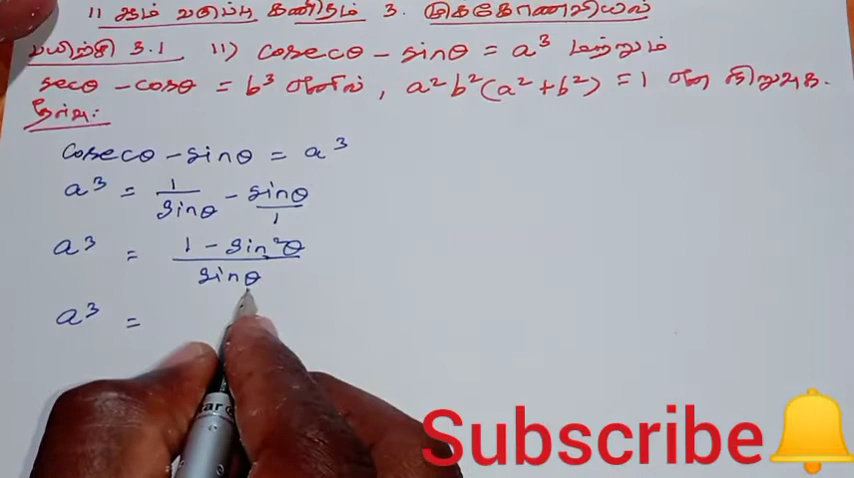 11 ஆம் வகுப்பு கணிதம் 3. முக்கோணவியல்
பயிற்சி 3.1 11) cosecθ - sinθ = a³ மற்றும்
secθ - cosθ = b³ எனில், a²b²(a²+b²) = 1 என நிறுவுக.
தீர்வு:
cosecθ - sinθ = a³
a³ = 1/sinθ - sinθ/1
a³ = 1 - sin²θ/sinθ
a³ =
Subscribe